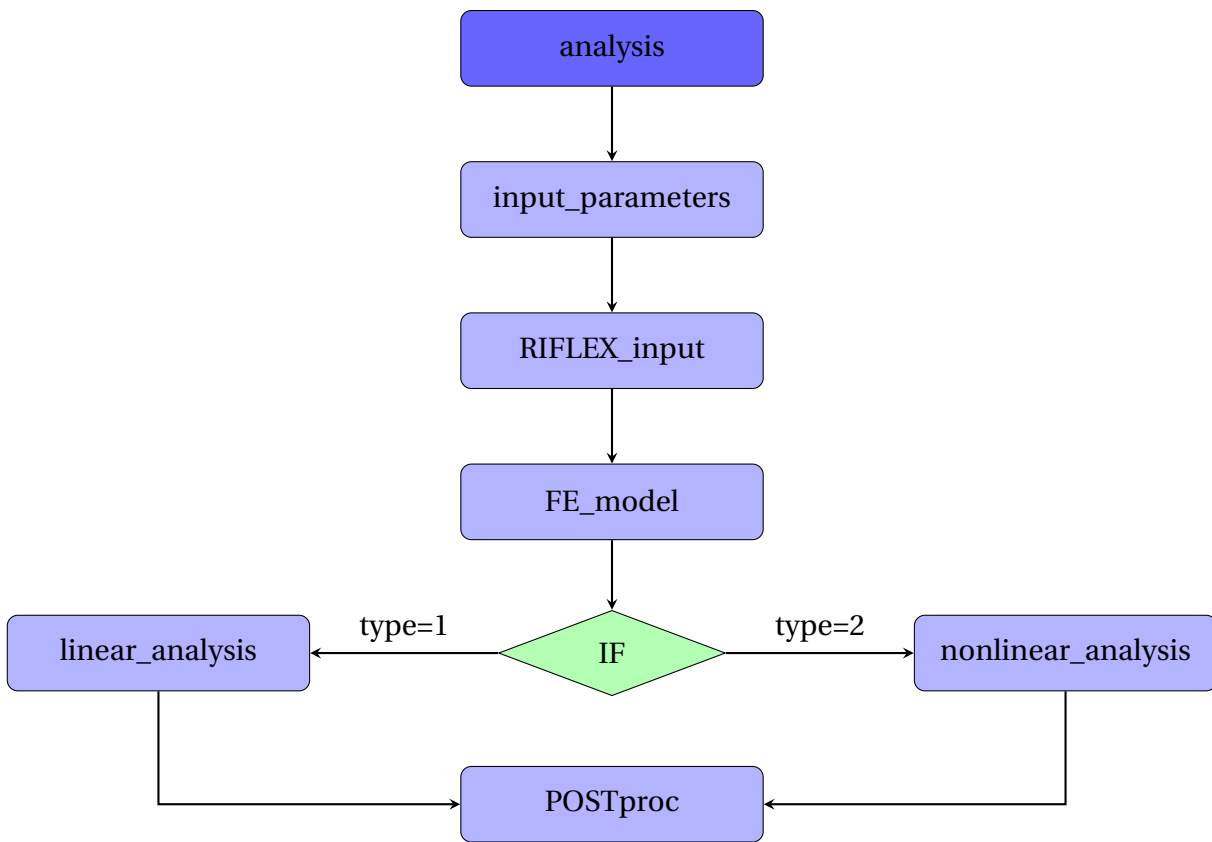 analysis
input_parameters
RIFLEX_input
FE_model
type=1
type=2
linear_analysis
IF
nonlinear_analysis
POSTproc